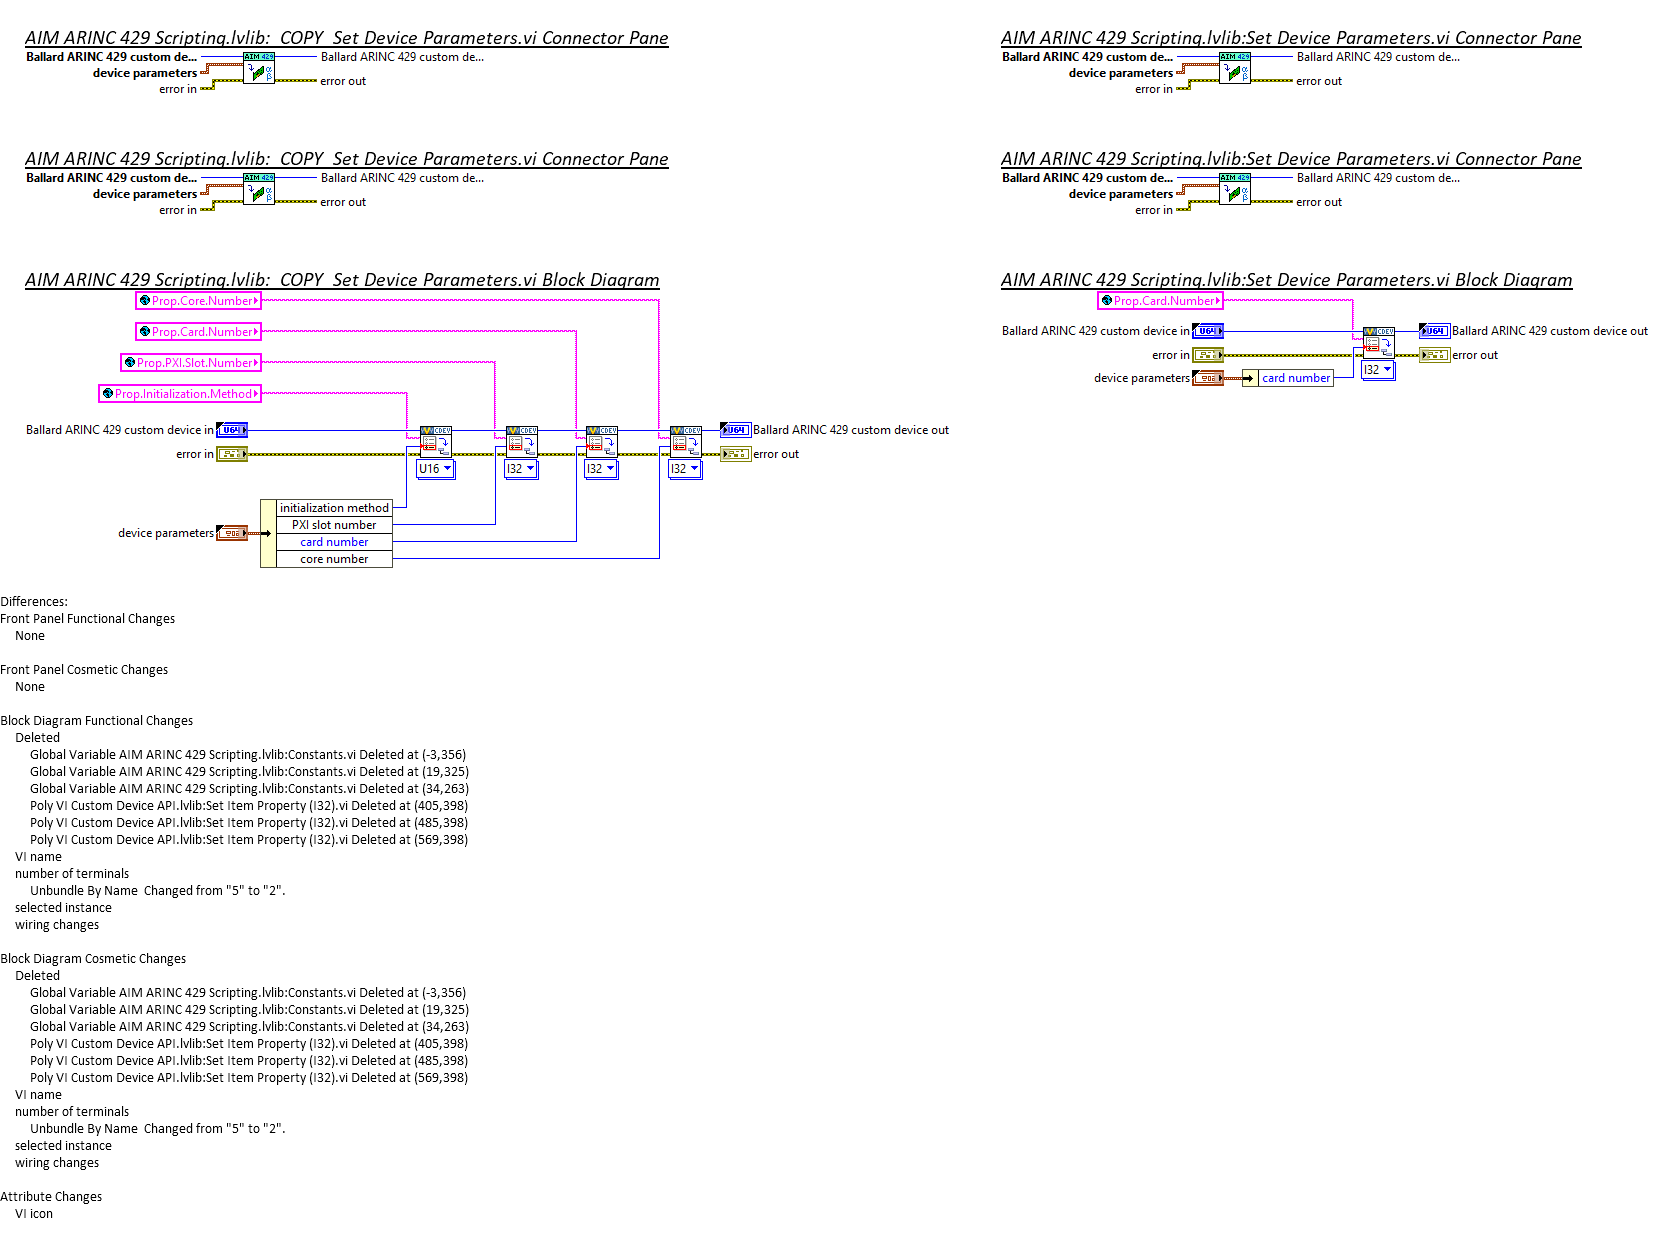 AIM ARINC 429 Scripting.lvlib:  COPY  Set Device Parameters.vi Connector Pane
Ballard ARINC 429 custom de...
AIM 429
Ballard ARINC 429 custom de...
device parameters
error in
error out
AIM ARINC 429 Scripting.lvlib:Set Device Parameters.vi Connector Pane
Ballard ARINC 429 custom de...
AIM 429
Ballard ARINC 429 custom de...
device parameters
error in
error out
AIM ARINC 429 Scripting.lvlib:  COPY  Set Device Parameters.vi Connector Pane
Ballard ARINC 429 custom de...
AIM 429
Ballard ARINC 429 custom de...
device parameters
error in
error out
AIM ARINC 429 Scripting.lvlib:Set Device Parameters.vi Connector Pane
Ballard ARINC 429 custom de...
AIM 429
Ballard ARINC 429 custom de...
device parameters
error in
error out
AIM ARINC 429 Scripting.lvlib:  COPY  Set Device Parameters.vi Block Diagram
Prop.Core.Number
Prop.Card.Number
Prop.PXI.Slot.Number
Prop.Initialization.Method
Ballard ARINC 429 custom device in
U64
CDEV
CDEV
CDEV
CDEV
U64
Ballard ARINC 429 custom device out
error in
error out
U16
I32
I32
I32
device parameters
initialization method
PXI slot number
card number
core number
AIM ARINC 429 Scripting.lvlib:Set Device Parameters.vi Block Diagram
Prop.Card.Number
Ballard ARINC 429 custom device in
U64
CDEV
U64
Ballard ARINC 429 custom device out
error in
error out
I32
device parameters
card number
Differences:
Front Panel Functional Changes
None
Front Panel Cosmetic Changes
None
Block Diagram Functional Changes
Deleted
Global Variable AIM ARINC 429 Scripting.lvlib:Constants.vi Deleted at (-3,356)
Global Variable AIM ARINC 429 Scripting.lvlib:Constants.vi Deleted at (19,325)
Global Variable AIM ARINC 429 Scripting.lvlib:Constants.vi Deleted at (34,263)
Poly VI Custom Device API.lvlib:Set Item Property (I32).vi Deleted at (405,398)
Poly VI Custom Device API.lvlib:Set Item Property (I32).vi Deleted at (485,398)
Poly VI Custom Device API.lvlib:Set Item Property (I32).vi Deleted at (569,398)
VI name
number of terminals
Unbundle By Name  Changed from "5" to "2".
selected instance
wiring changes
Block Diagram Cosmetic Changes
Deleted
Global Variable AIM ARINC 429 Scripting.lvlib:Constants.vi Deleted at (-3,356)
Global Variable AIM ARINC 429 Scripting.lvlib:Constants.vi Deleted at (19,325)
Global Variable AIM ARINC 429 Scripting.lvlib:Constants.vi Deleted at (34,263)
Poly VI Custom Device API.lvlib:Set Item Property (I32).vi Deleted at (405,398)
Poly VI Custom Device API.lvlib:Set Item Property (I32).vi Deleted at (485,398)
Poly VI Custom Device API.lvlib:Set Item Property (I32).vi Deleted at (569,398)
VI name
number of terminals
Unbundle By Name  Changed from "5" to "2".
selected instance
wiring changes
Attribute Changes
VI icon